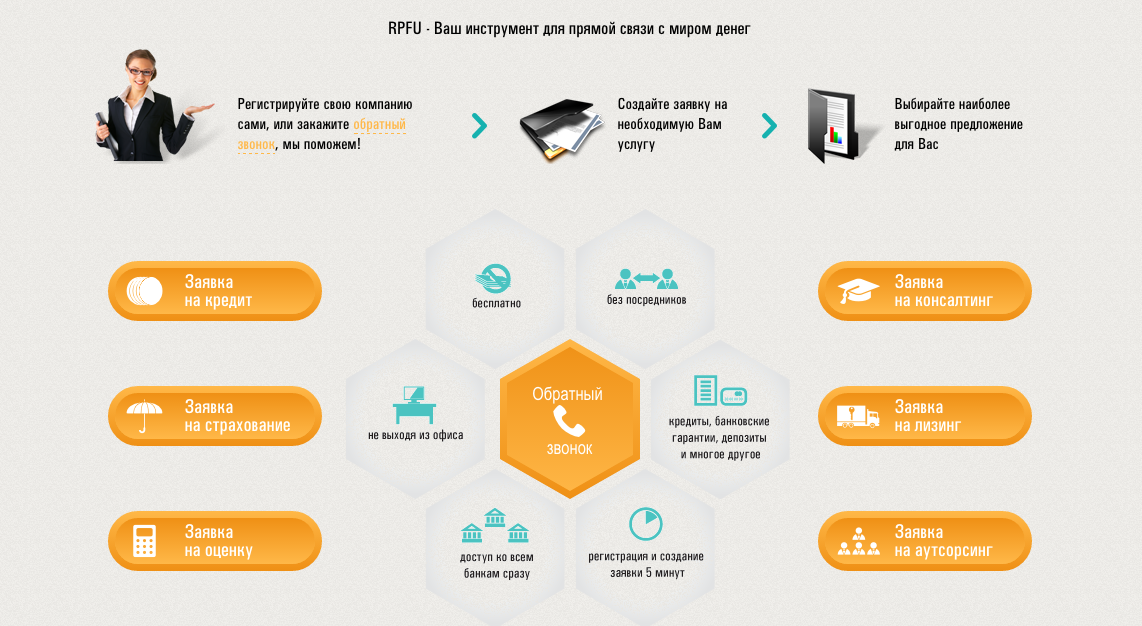 RPFU - Ваш инструмент для прямой связи с миром денег
Регистрируйте свою компанию
сами, или закажите обратный
звонок, мы поможем!
Создайте заявку на
необходимую Вам
услугу
Выбирайте наиболее
выгодное предложение
для Вас
бесплатно
без посредников
Заявка
на кредит
Заявка
на консалтинг
не выходя из офиса
Обратный
звонок
кредиты, банковские
гарантии, депозиты
и многое другое
Заявка
на страхование
Заявка
на лизинг
доступ ко всем
банкам сразу
регистрация и создание
заявки 5 минут
Заявка
на оценку
Заявка
на аутсорсинг